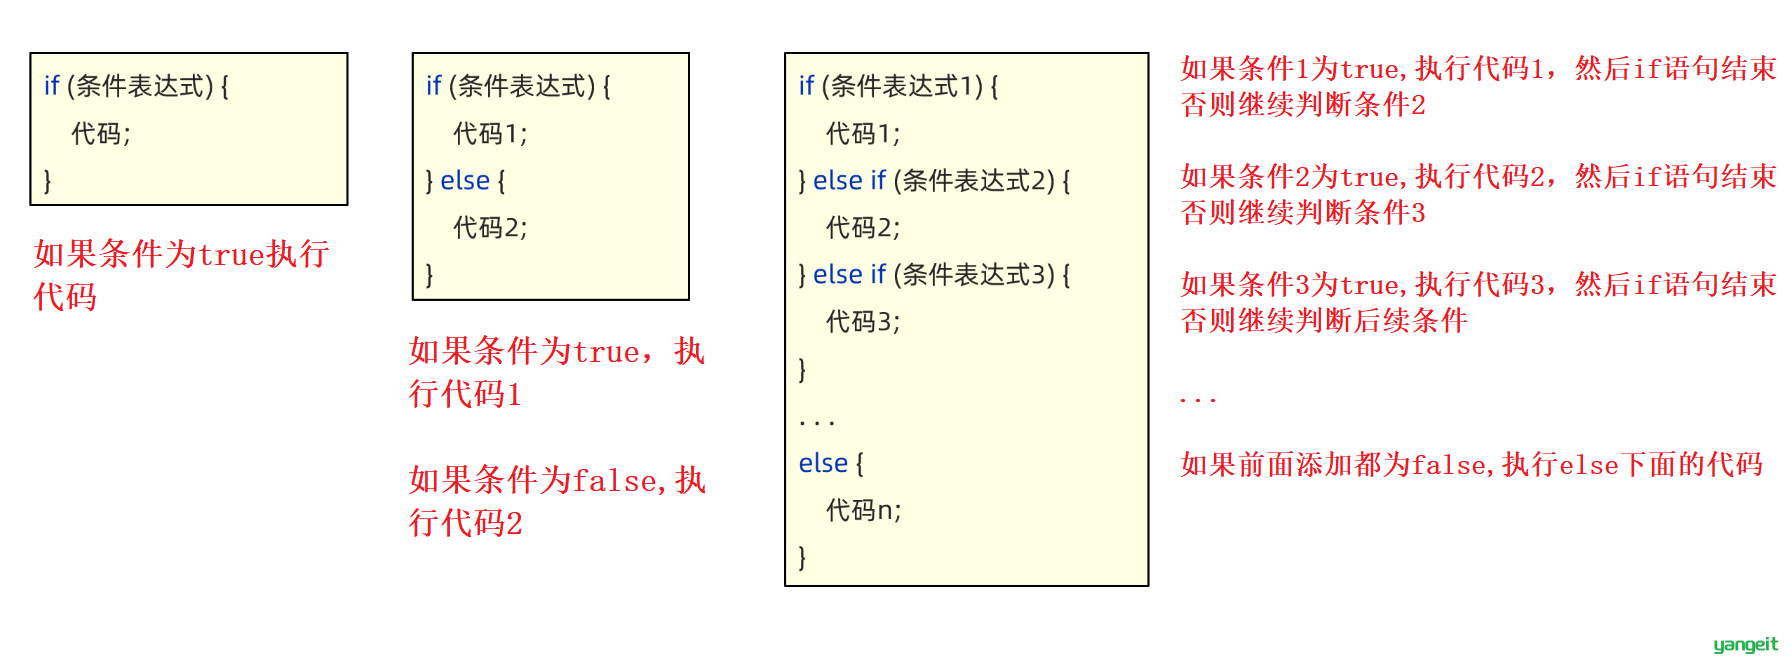 if (条件表达式) {
代码;
}
如果条件为true执行
代码
if (条件表达式) {
代码1;
} else {
代码2;
}
如果条件为true，执
行代码1
如果条件为false,执
行代码2
if (条件表达式1) {
代码1;
} else if (条件表达式2) {
代码2;
} else if (条件表达式3) {
代码3;
}
...
else {
代码n;
}
如果条件1为true,执行代码1，然后if语句结束
否则继续判断条件2
如果条件2为true,执行代码2，然后if语句结束
否则继续判断条件3
如果条件3为true,执行代码3，然后if语句结束
否则继续判断后续条件
...
如果前面添加都为false,执行else下面的代码
yangeit